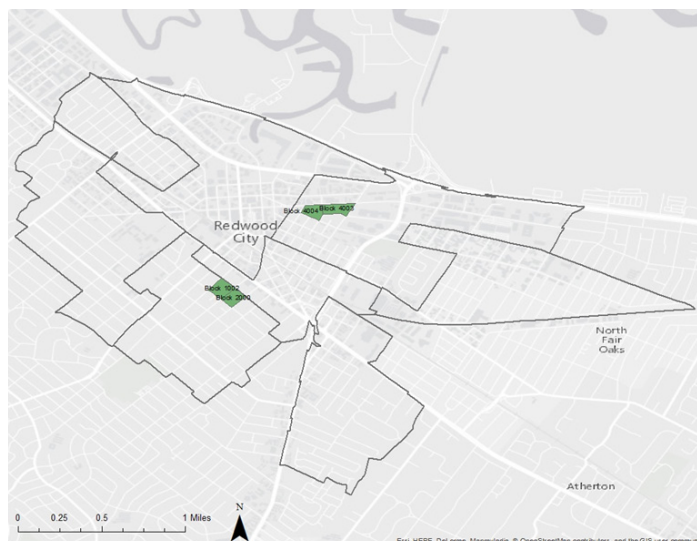 Block 4004 Block 4003
Redwood
City
Block 1002
Block 2000
North
Fair
Oaks
Atherton
N
0 0.25 0.5 1 Miles